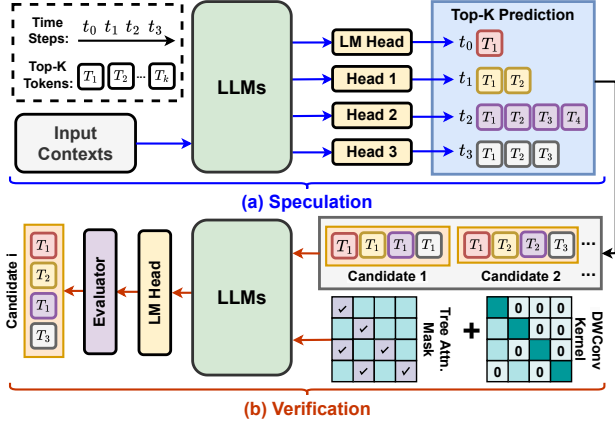 Time Steps: t0 t1 t2 t3
Top-K Tokens: T1 T2 ... Tk
Input Contexts
LLMs
LM Head
Head 1
Head 2
Head 3
Top-K Prediction
t0 T1
t1 T1 T2
t2 T1 T2 T3 T4
t3 T1 T2 T3
(a) Speculation
Candidate i
T1
T2
T1
T3
Evaluator
LM Head
LLMs
T1 T1 T1 T1
Candidate 1
T1 T2 T2 T3 ...
Candidate 2 ...
✓
✓
✓ ✓
✓ ✓
Tree Attn. Mask
+
0 0 0
0 0 0
0 0 0
0 0 0
DWConv Kernel
(b) Verification